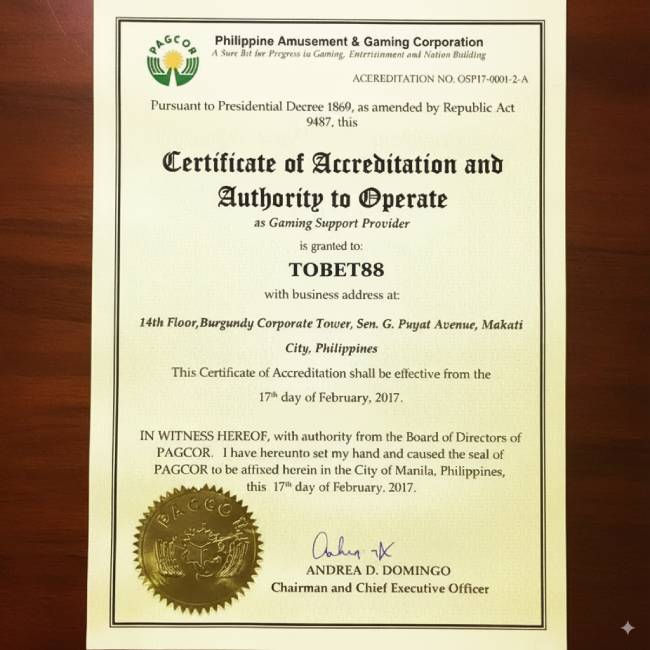 PAGCOR
Philippine Amusement & Gaming Corporation
A Sure Bit for Progress in Gaming, Entertainment and Nation Building
ACEREDITATION NO. OSP17-0001-2-A
Pursuant to Presidential Decree 1869, as amended by Republic Act
9487, this
Certificate of Accreditation and
Authority to Operate
as Gaming Support Provider
is granted to:
TOBET88
with business address at:
14th Floor,Burgundy Corporate Tower, Sen. G. Puyat Avenue, Makati
City, Philippines
This Certificate of Accreditation shall be effective from the
17th day of February, 2017.
IN WITNESS HEREOF, with authority from the Board of Directors of
PAGCOR. I have hereunto set my hand and caused the seal of
PAGCOR to be affixed herein in the City of Manila, Philippines,
this 17th day of February. 2017.
PAGCOR
ANDREA D. DOMINGO
Chairman and Chief Executive Officer